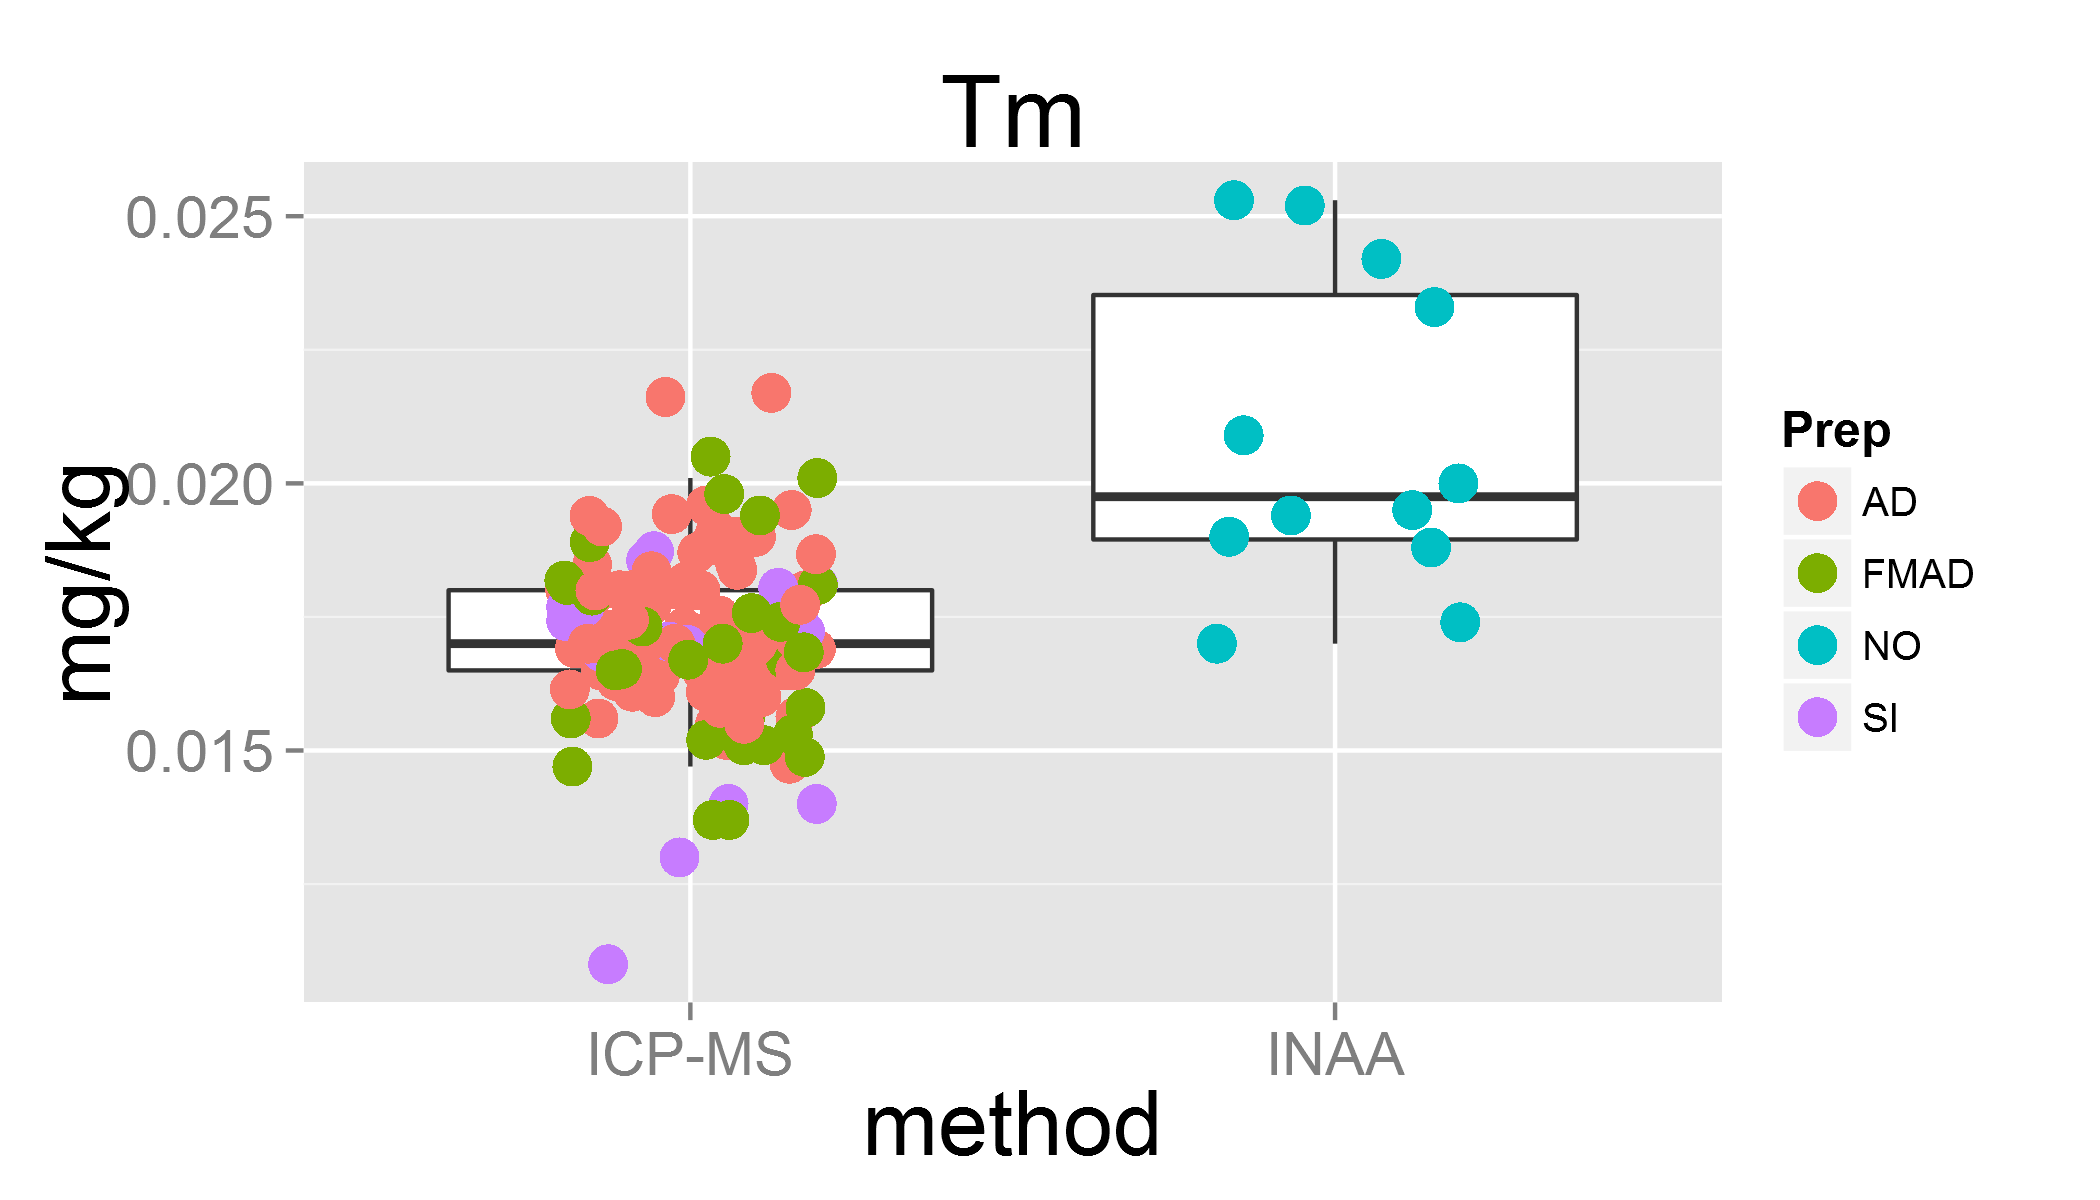 Tm
mg/kg
0.025
0.020
0.015
ICP-MS
INAA
method
Prep
AD
FMAD
NO
SI